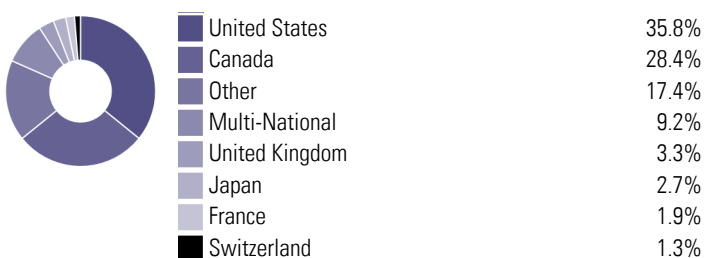 United States 35.8%
Canada 28.4%
Other 17.4%
Multi-National 9.2%
United Kingdom 3.3%
Japan 2.7%
France 1.9%
Switzerland 1.3%